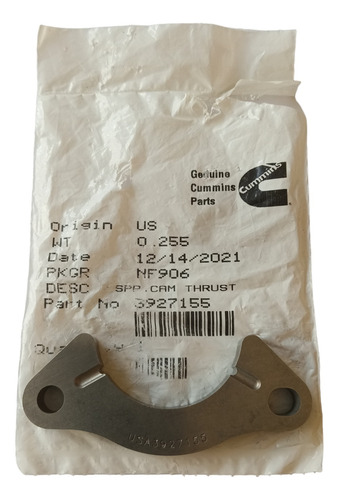 Genuine
Cummins
Parts
Cummins
Origin US
WT 0.255
Date 12/14/2021
PKGR NF906
DESC SPP.CAM THRUST
Part No 3927155